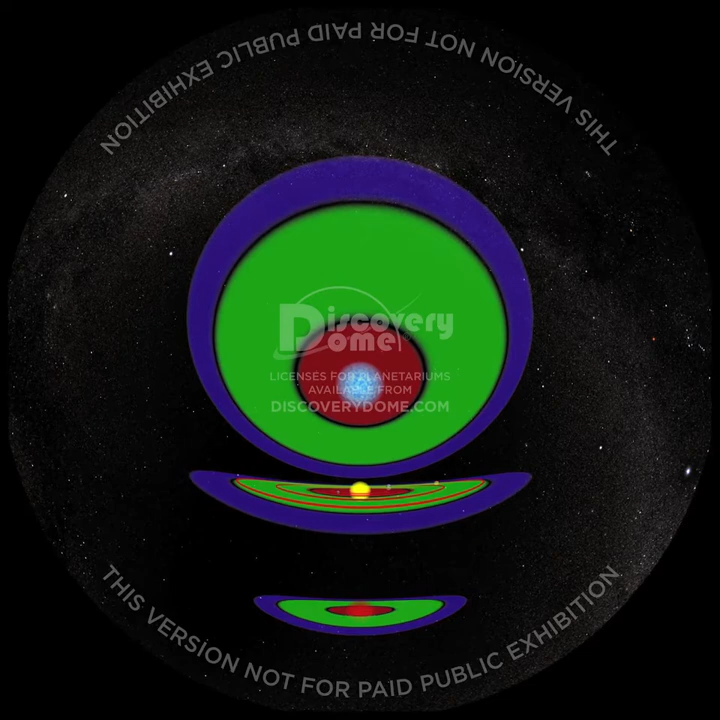 THIS VERSION NOT FOR PAID PUBLIC EXHIBITION
Discovery
Dome
LICENSES FOR PLANETARIUMS
AVAILABLE FROM
DISCOVERYDOME.COM
THIS VERSION NOT FOR PAID PUBLIC EXHIBITION